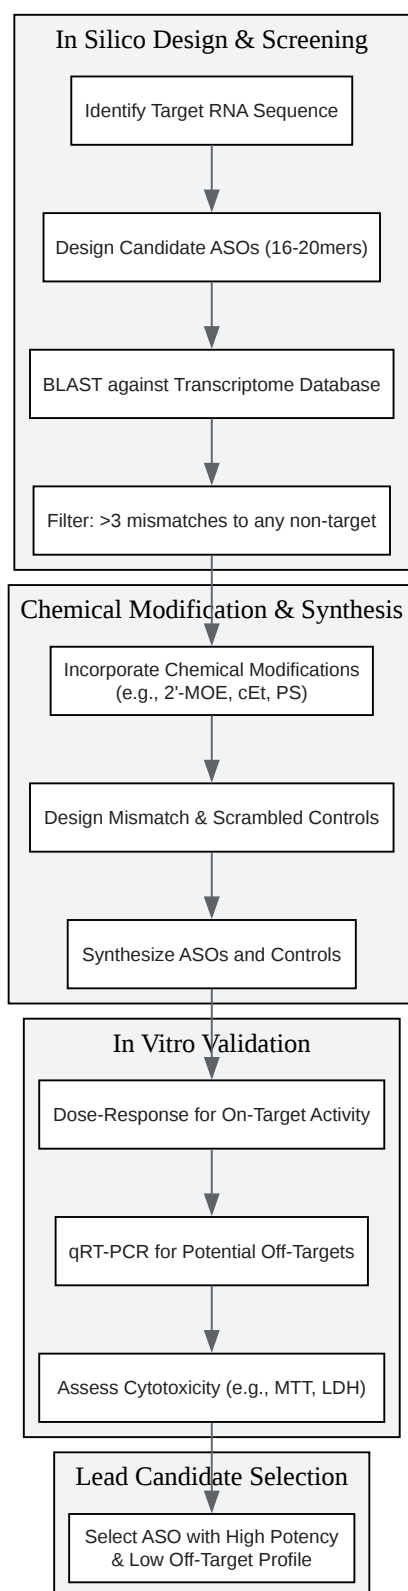 In Silico Design & Screening
Identify Target RNA Sequence
Design Candidate ASOs (16-20mers)
BLAST against Transcriptome Database
Filter: >3 mismatches to any non-target
Chemical Modification & Synthesis
Incorporate Chemical Modifications
(e.g., 2'-MOE, cEt, PS)
Design Mismatch & Scrambled Controls
Synthesize ASOs and Controls
In Vitro Validation
Dose-Response for On-Target Activity
qRT-PCR for Potential Off-Targets
Assess Cytotoxicity (e.g., MTT, LDH)
Lead Candidate Selection
Select ASO with High Potency
& Low Off-Target Profile